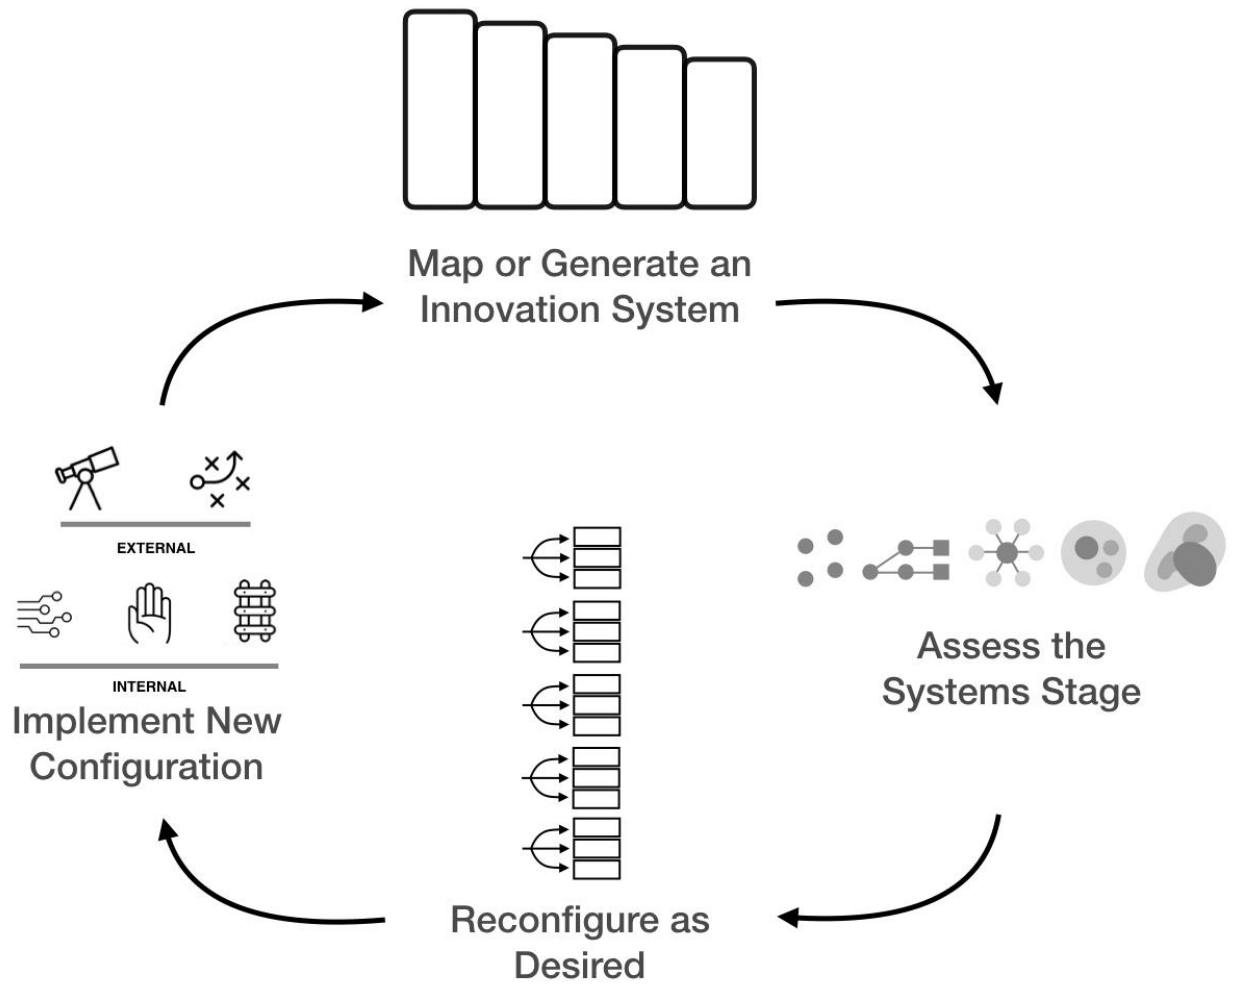 Map or Generate an
Innovation System
Assess the
Systems Stage
Reconfigure as
Desired
EXTERNAL
INTERNAL
Implement New
Configuration